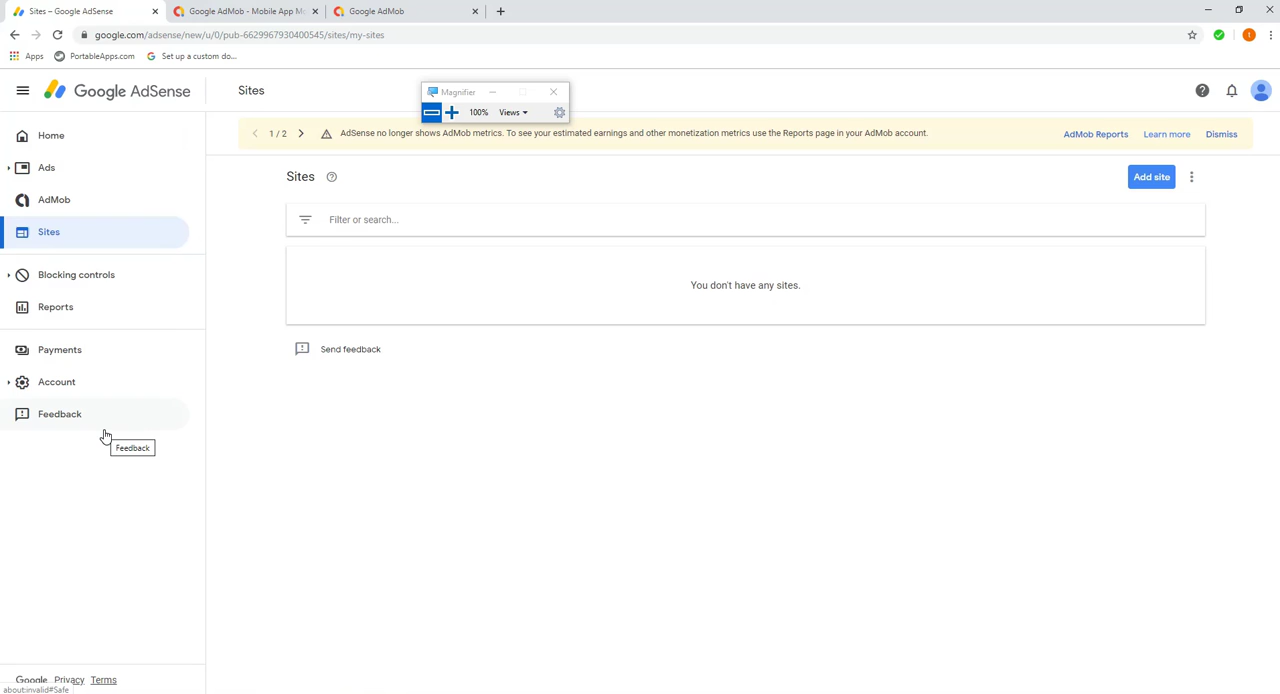 Sites – Google AdSense
Google AdMob - Mobile App Mo
Google AdMob
google.com/adsense/new/u/0/pub-6629967930400545/sites/my-sites
t
Apps
PortableApps.com
Set up a custom do...
Google AdSense
Sites
Magnifier
100%
Views
1 / 2
AdSense no longer shows AdMob metrics. To see your estimated earnings and other monetization metrics use the Reports page in your AdMob account.
AdMob Reports
Learn more
Dismiss
Home
Ads
AdMob
Sites
Blocking controls
Reports
Payments
Account
Feedback
Feedback
Sites
Add site
Filter or search...
You don't have any sites.
Send feedback
Google
Privacy
Terms
about:invalid#Safe